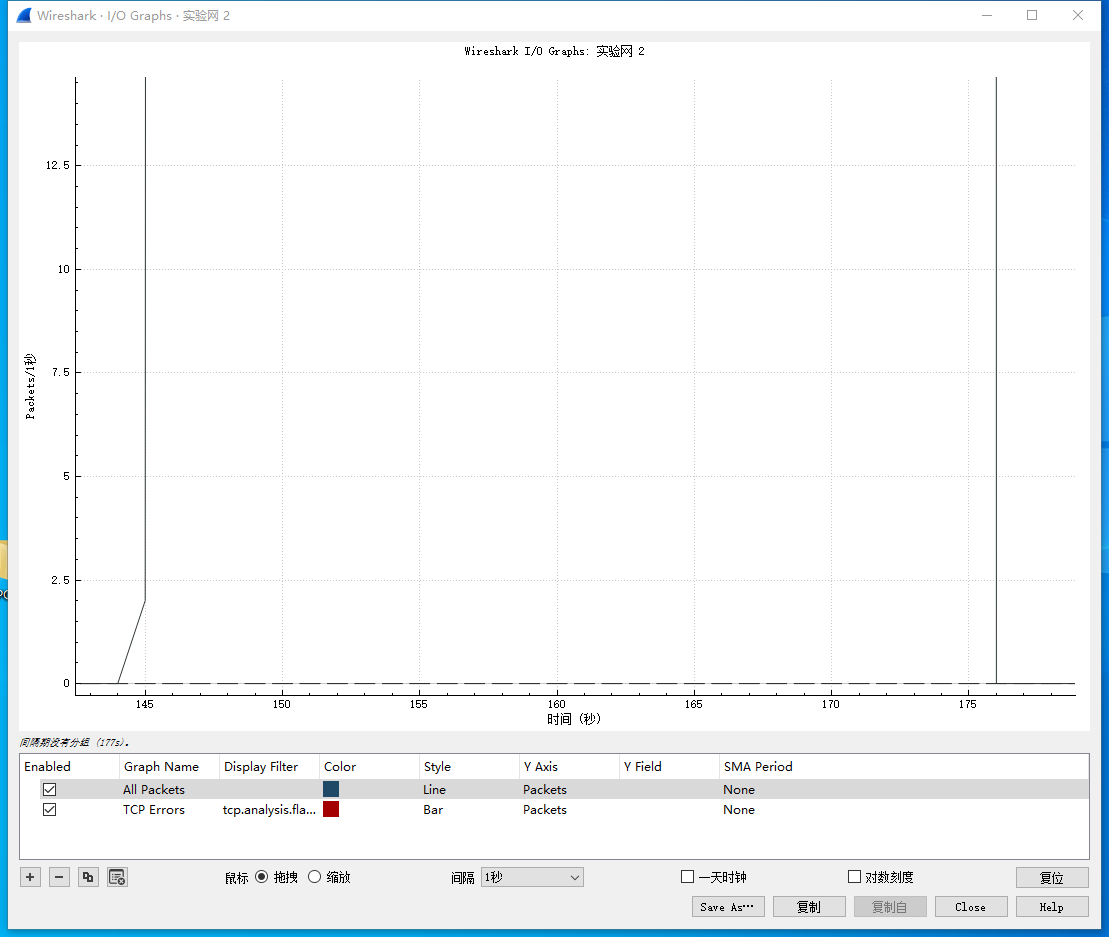 Wireshark · I/O Graphs · 实验网 2
Wireshark I/O Graphs: 实验网 2
12.5
10
7.5
5
2.5
0
Packets/1秒
145 150 155 160 165 170 175
时间 (秒)
间隔期没有分组 (177s).
Enabled Graph Name Display Filter Color Style Y Axis Y Field SMA Period
All Packets Line Packets None
TCP Errors tcp.analysis.fla... Bar Packets None
鼠标 拖拽 缩放 间隔 1秒 一天时钟 对数刻度 复位
Save As… 复制 复制自 Close Help